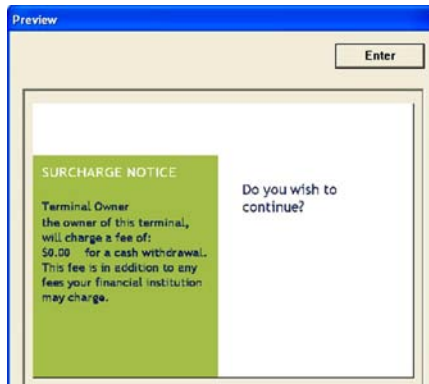 Preview
Enter
SURCHARGE NOTICE
Terminal Owner
the owner of this terminal,
will charge a fee of:
$0.00 for a cash withdrawal.
This fee is in addition to any
fees your financial institution
may charge.
Do you wish to
continue?